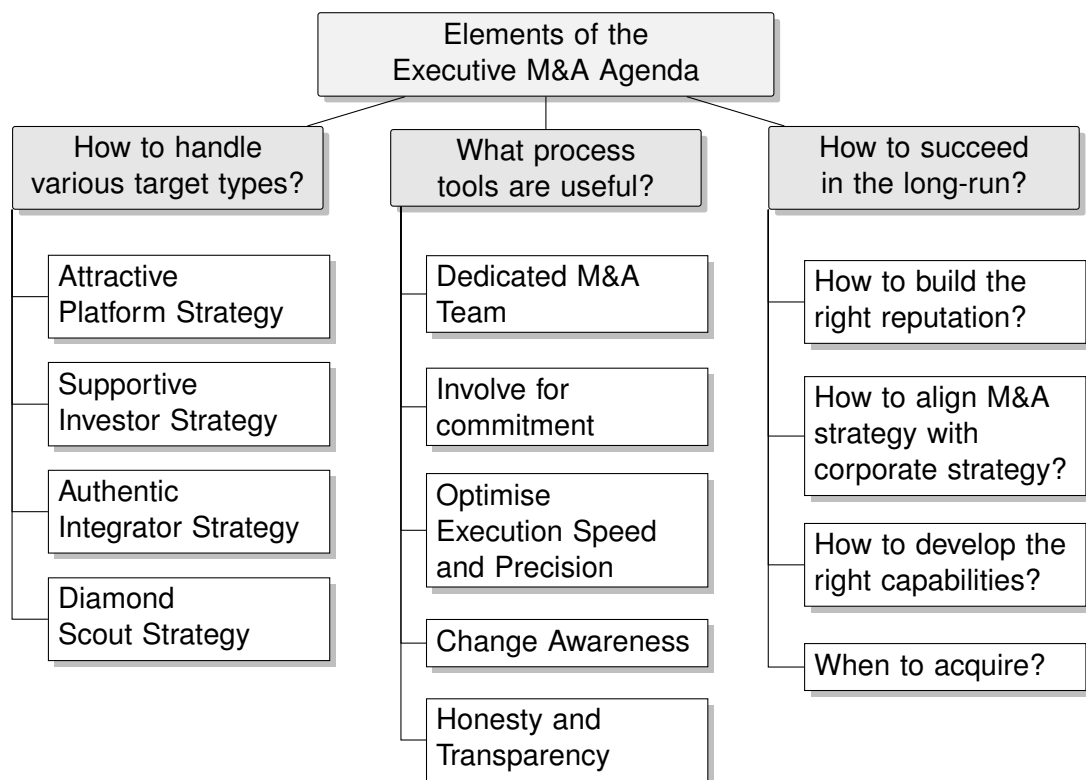 Elements of the
Executive M&A Agenda
How to handle
various target types?
Attractive
Platform Strategy
Supportive
Investor Strategy
Authentic
Integrator Strategy
Diamond
Scout Strategy
What process
tools are useful?
Dedicated M&A
Team
Involve for
commitment
Optimise
Execution Speed
and Precision
Change Awareness
Honesty and
Transparency
How to succeed
in the long-run?
How to build the
right reputation?
How to align M&A
strategy with
corporate strategy?
How to develop the
right capabilities?
When to acquire?